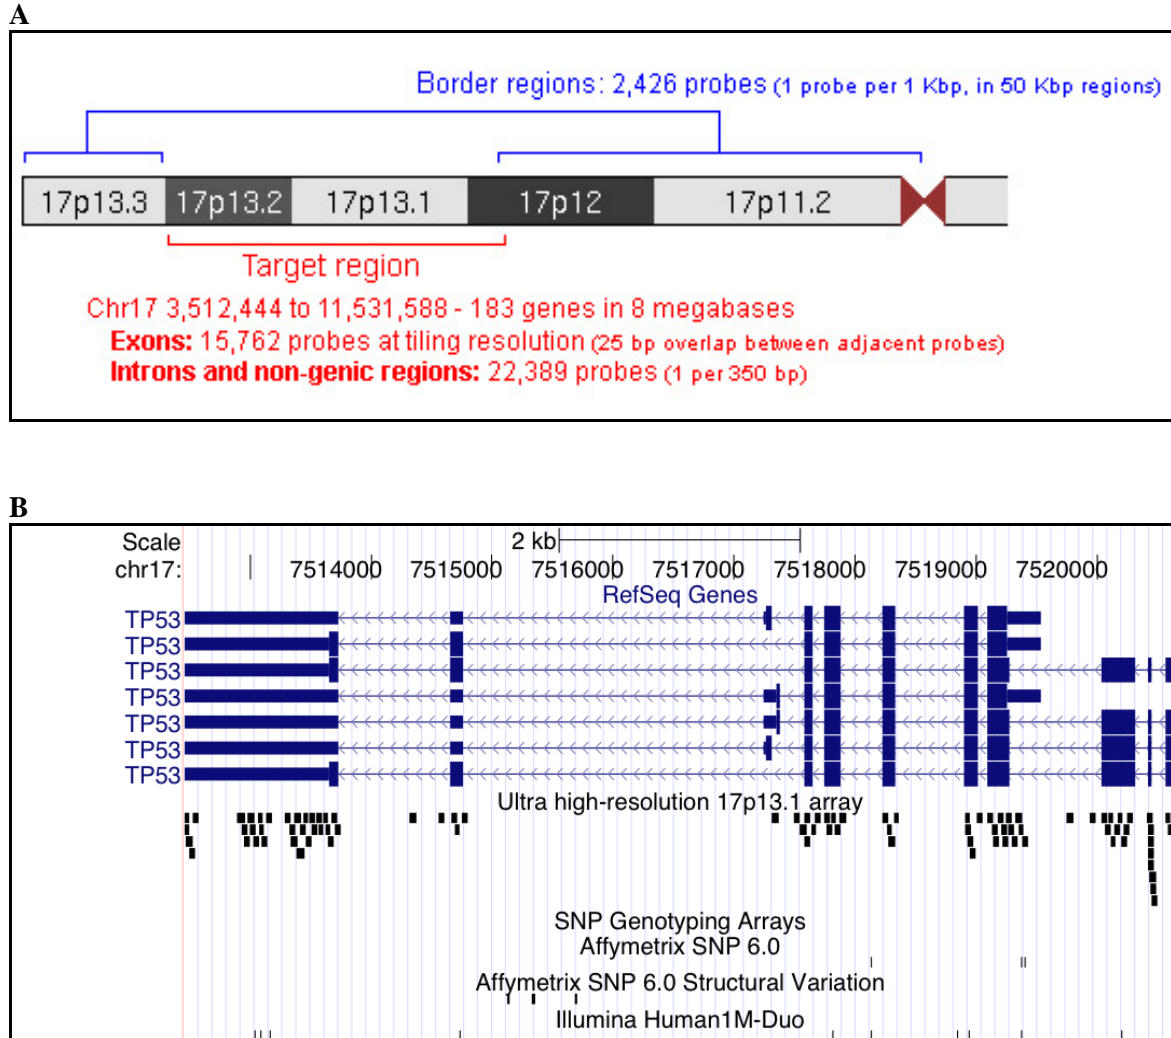 A
Border regions: 2,426 probes (1 probe per 1 Kbp, in 50 Kbp regions)
17p13.3 17p13.2 17p13.1 17p12 17p11.2
Target region
Chr17 3,512,444 to 11,531,588 - 183 genes in 8 megabases
Exons: 15,762 probes at tiling resolution (25 bp overlap between adjacent probes)
Introns and non-genic regions: 22,389 probes (1 per 350 bp)
B
Scale 2 kb
chr17: 7514000 7515000 7516000 7517000 7518000 7519000 7520000
RefSeq Genes
TP53
TP53
TP53
TP53
TP53
TP53
TP53
Ultra high-resolution 17p13.1 array
SNP Genotyping Arrays
Affymetrix SNP 6.0
Affymetrix SNP 6.0 Structural Variation
Illumina Human1M-Duo